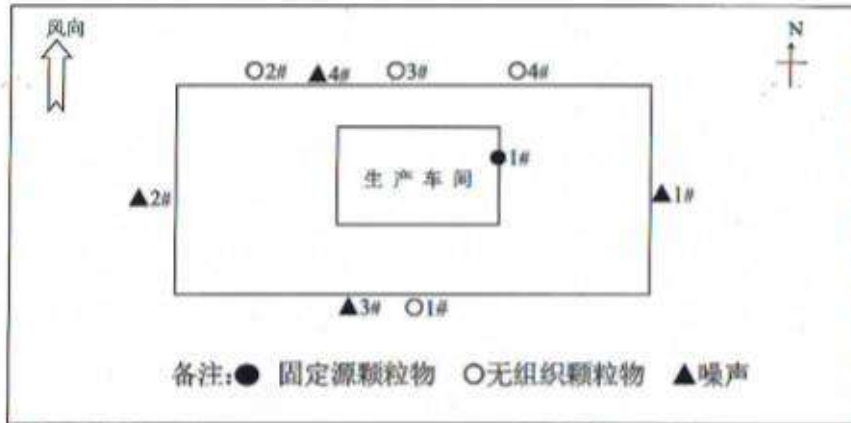 风向
N
○2# ▲4# ○3# ○4#
●1#
生产车间
▲2# ▲1#
▲3# ○1#
备注:● 固定源颗粒物 ○无组织颗粒物 ▲噪声